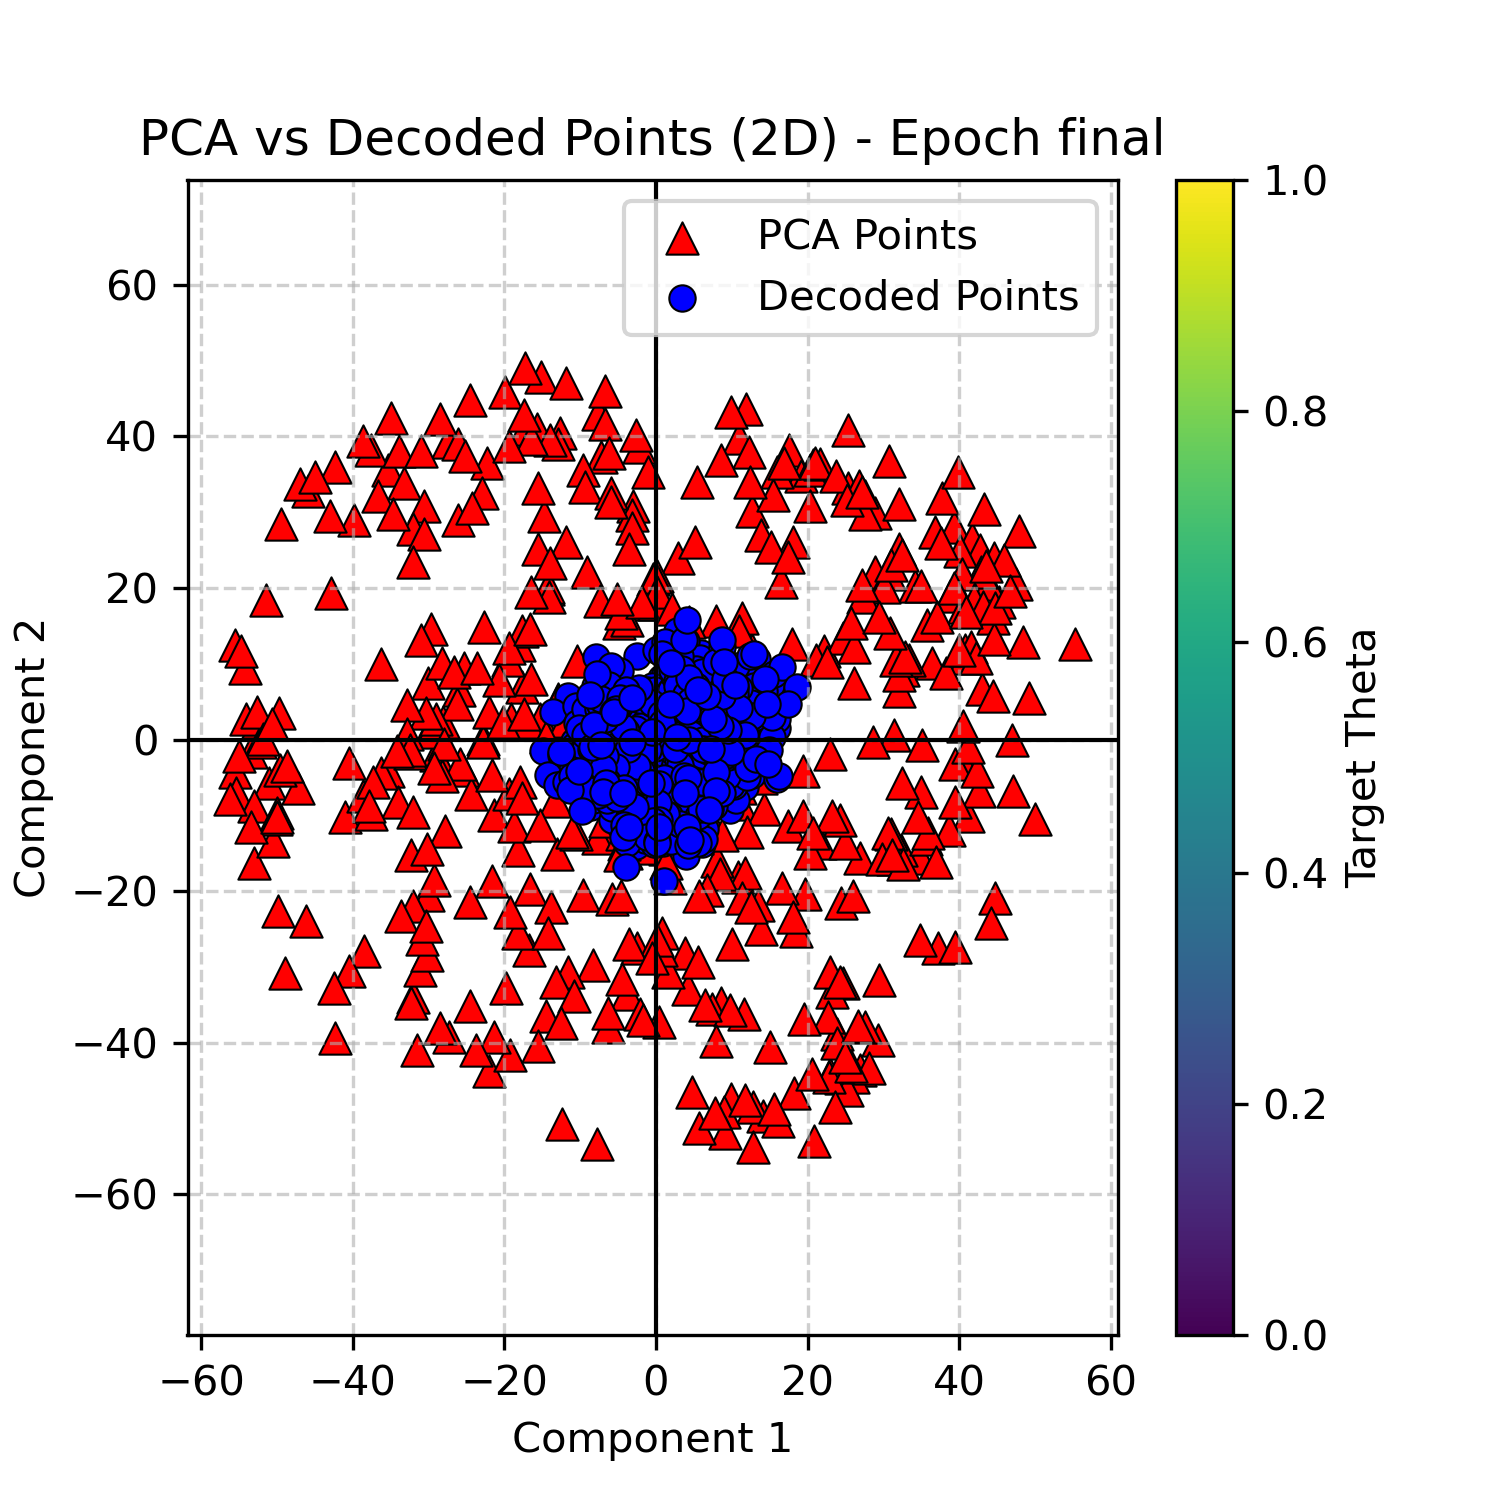 PCA vs Decoded Points (2D) - Epoch final
PCA Points
Decoded Points
60
40
20
0
−20
−40
−60
Component 2
−60 −40 −20 0 20 40 60
Component 1
1.0
0.8
0.6
0.4
0.2
0.0
Target Theta